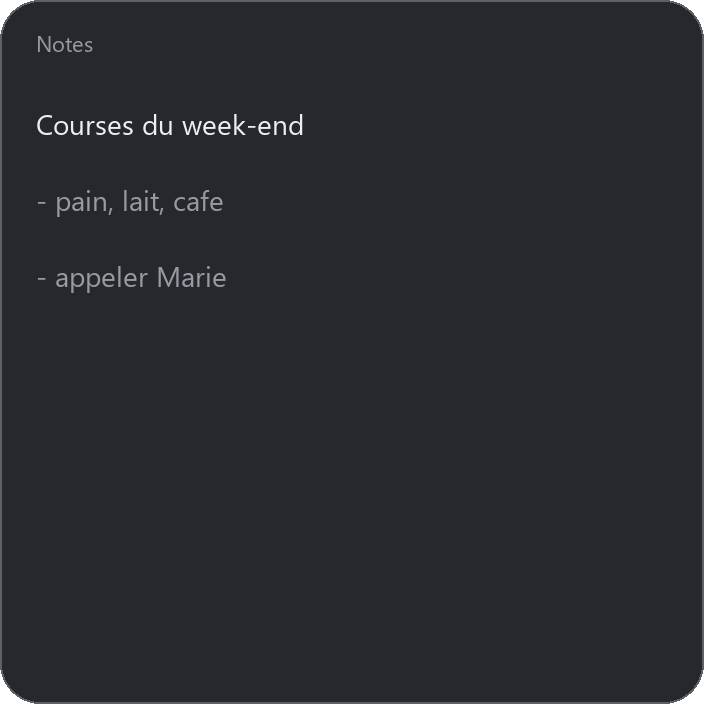 Notes
Courses du week-end
- pain, lait, cafe
- appeler Marie